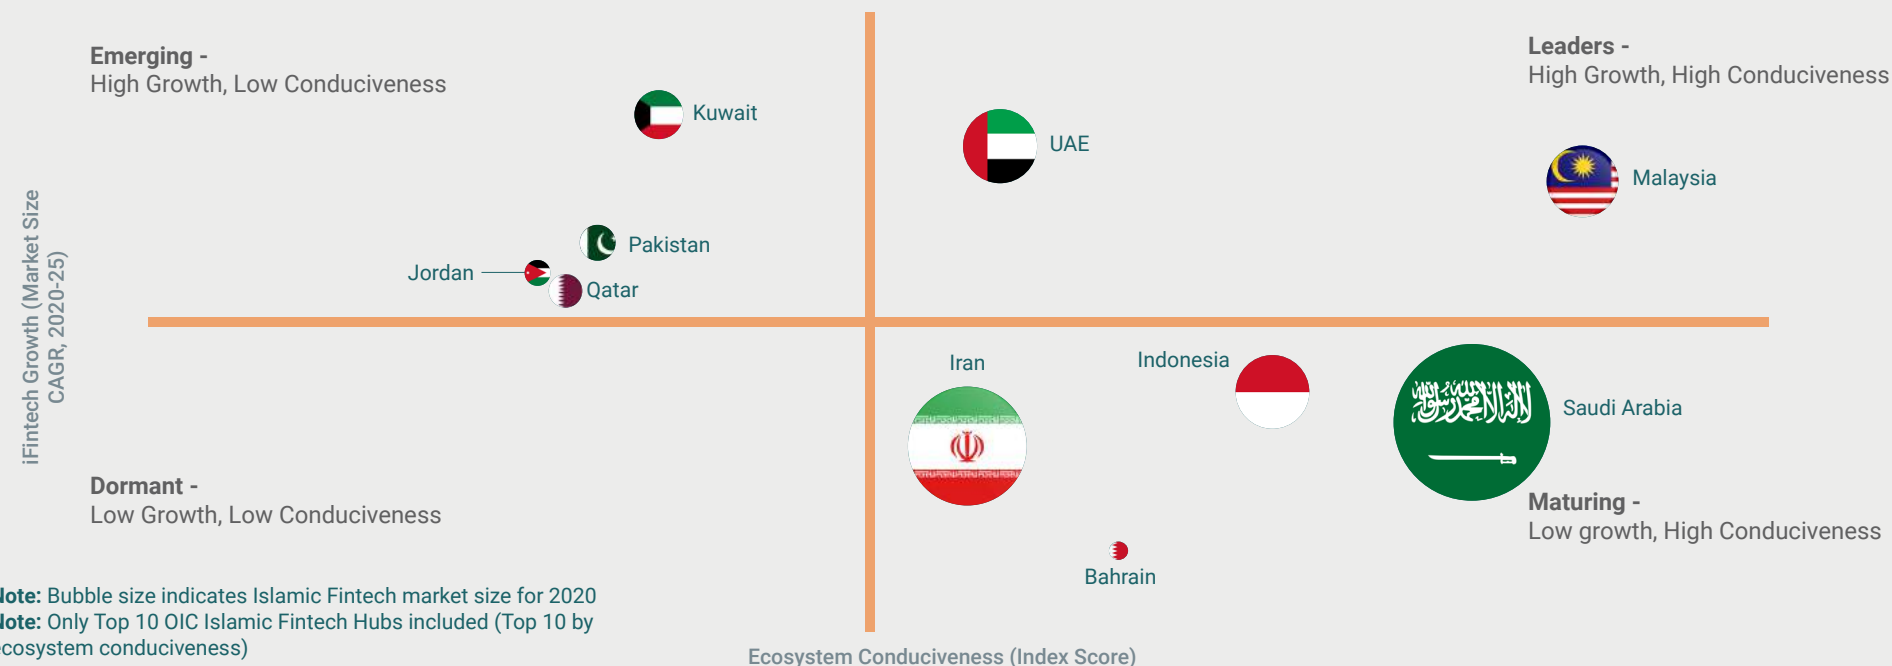 Emerging -
High Growth, Low Conduciveness
Leaders -
High Growth, High Conduciveness
Kuwait
UAE
Malaysia
Pakistan
Jordan
Qatar
iFintech Growth (Market Size
CAGR, 2020-25)
Iran
Indonesia
Saudi Arabia
Bahrain
Dormant -
Low Growth, Low Conduciveness
Maturing -
Low growth, High Conduciveness
Note: Bubble size indicates Islamic Fintech market size for 2020
Note: Only Top 10 OIC Islamic Fintech Hubs included (Top 10 by
ecosystem conduciveness)
Ecosystem Conduciveness (Index Score)